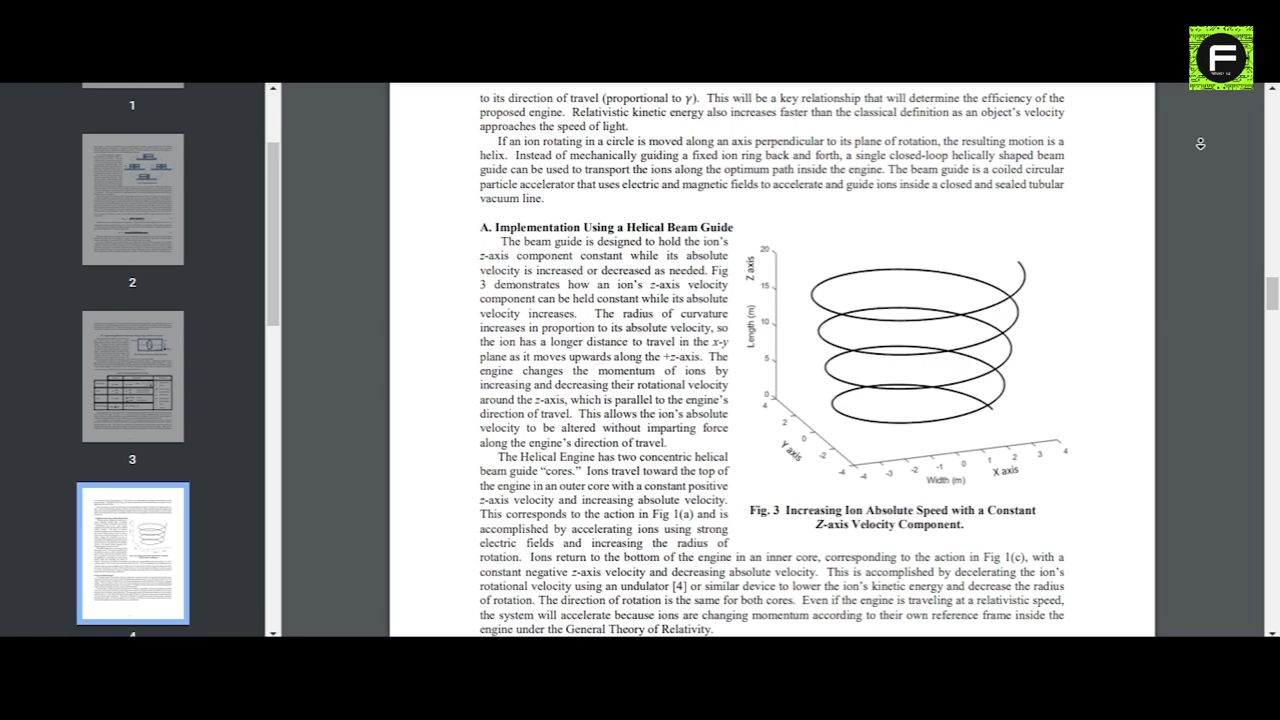 F
1
2
3
4
to its direction of travel (proportional to γ). This will be a key relationship that will determine the efficiency of the
proposed engine. Relativistic kinetic energy also increases faster than the classical definition as an object's velocity
approaches the speed of light.
If an ion rotating in a circle is moved along an axis perpendicular to its plane of rotation, the resulting motion is a
helix. Instead of mechanically guiding a fixed ion ring back and forth, a single closed-loop helically shaped beam
guide can be used to transport the ions along the optimum path inside the engine. The beam guide is a coiled circular
particle accelerator that uses electric and magnetic fields to accelerate and guide ions inside a closed and sealed tubular
vacuum line.
A. Implementation Using a Helical Beam Guide
The beam guide is designed to hold the ion's
z-axis component constant while its absolute
velocity is increased or decreased as needed. Fig
3 demonstrates how an ion's z-axis velocity
component can be held constant while its absolute
velocity increases. The radius of curvature
increases in proportion to its absolute velocity, so
the ion has a longer distance to travel in the x-y
plane as it moves upwards along the +z-axis. The
engine changes the momentum of ions by
increasing and decreasing their rotational velocity
around the z-axis, which is parallel to the engine's
direction of travel. This allows the ion's absolute
velocity to be altered without imparting force
along the engine's direction of travel.
The Helical Engine has two concentric helical
beam guide "cores." Ions travel toward the top of
the engine in an outer core with a constant positive
z-axis velocity and increasing absolute velocity.
This corresponds to the action in Fig 1(a) and is
accomplished by accelerating ions using strong
electric fields and increasing the radius of
rotation. Ions return to the bottom of the engine in an inner core, corresponding to the action in Fig 1(c), with a
constant negative z-axis velocity and decreasing absolute velocity. This is accomplished by decelerating the ion's
rotational velocity using an undulator [4] or similar device to lower the ion's kinetic energy and decrease the radius
of rotation. The direction of rotation is the same for both cores. Even if the engine is traveling at a relativistic speed,
the system will accelerate because ions are changing momentum according to their own reference frame inside the
engine under the General Theory of Relativity.
Z axis
Length (m)
20
15
10
5
0
4
2
0
-2
-4
Y axis
-4
-3
-2
-1
0
1
2
3
4
Width (m)
X axis
Fig. 3 Increasing Ion Absolute Speed with a Constant
Z-axis Velocity Component.